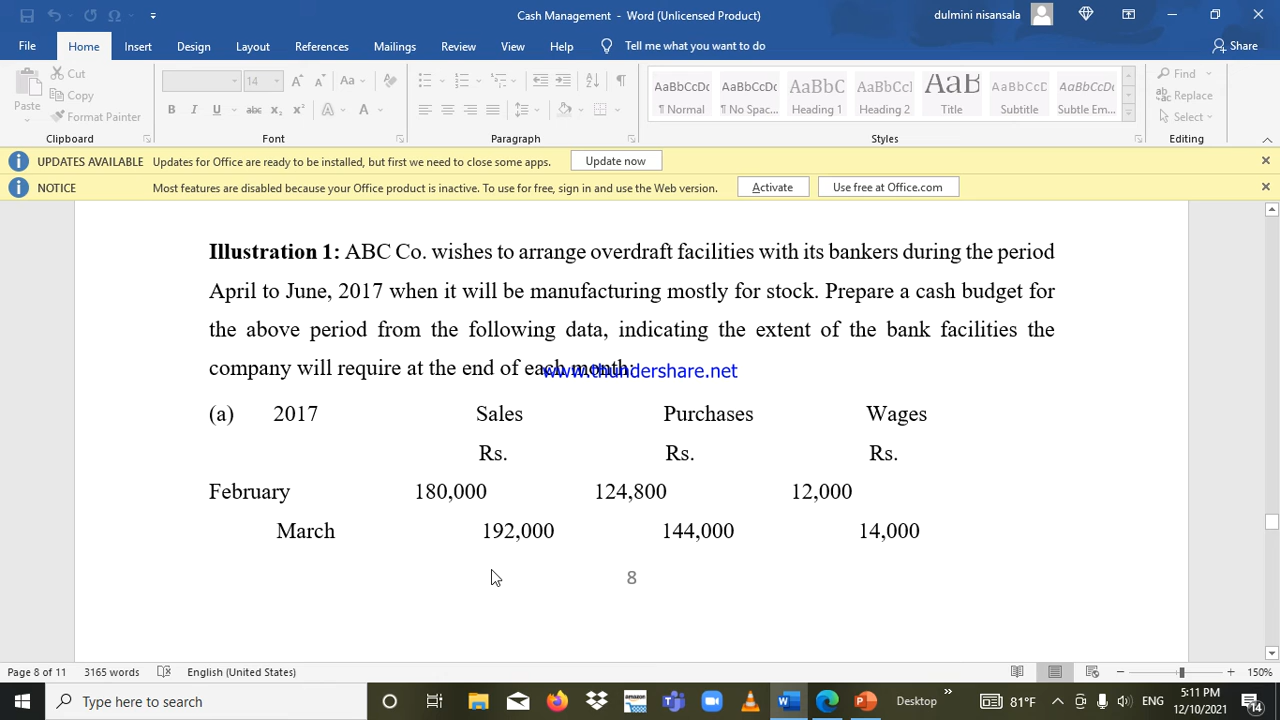 Cash Management - Word (Unlicensed Product)
dulmini nisansala
File Home Insert Design Layout References Mailings Review View Help Tell me what you want to do Share
Paste
Cut
Copy
Format Painter
14
Aa
A
B I U abc x₂ x² A A
AaBbCcDc AaBbCcDc AaBbC AaBbCcI AaB AaBbCcD AaBbCcDc
¶ Normal ¶ No Spac... Heading 1 Heading 2 Title Subtitle Subtle Em...
Find
Replace
Select
Clipboard Font Paragraph Styles Editing
UPDATES AVAILABLE Updates for Office are ready to be installed, but first we need to close some apps. Update now
NOTICE Most features are disabled because your Office product is inactive. To use for free, sign in and use the Web version. Activate Use free at Office.com
Illustration 1: ABC Co. wishes to arrange overdraft facilities with its bankers during the period
April to June, 2017 when it will be manufacturing mostly for stock. Prepare a cash budget for
the above period from the following data, indicating the extent of the bank facilities the
company will require at the end of each month:
www.thundershare.net
(a) 2017 Sales Purchases Wages
Rs. Rs. Rs.
February 180,000 124,800 12,000
March 192,000 144,000 14,000
8
Page 8 of 11 3165 words English (United States) 150%
Type here to search
amazon
Desktop
81°F
ENG
5:11 PM
12/10/2021
14